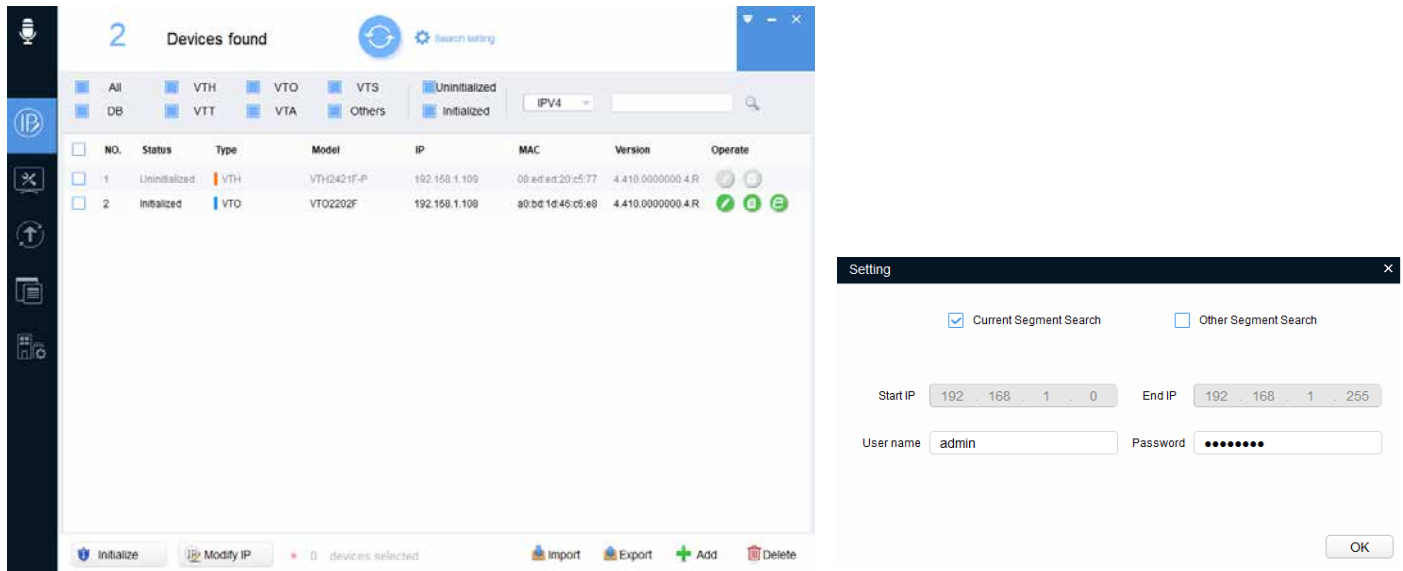 2 Devices found Search setting
All VTH VTO VTS Uninitialized
DB VTT VTA Others Initialized
IPV4
NO. Status Type Model IP MAC Version Operate
1 Uninitialized VTH VTH2421F-P 192.168.1.109 08:ed:ed:20:c5:77 4.410.0000000.4.R
2 Initialized VTO VTO2202F 192.168.1.108 a0:bd:1d:46:c6:e8 4.410.0000000.4.R
Initialize Modify IP * 0 devices selected Import Export Add Delete
Setting
Current Segment Search Other Segment Search
Start IP 192 . 168 . 1 . 0 End IP 192 . 168 . 1 . 255
User name admin Password ●●●●●●●●
OK